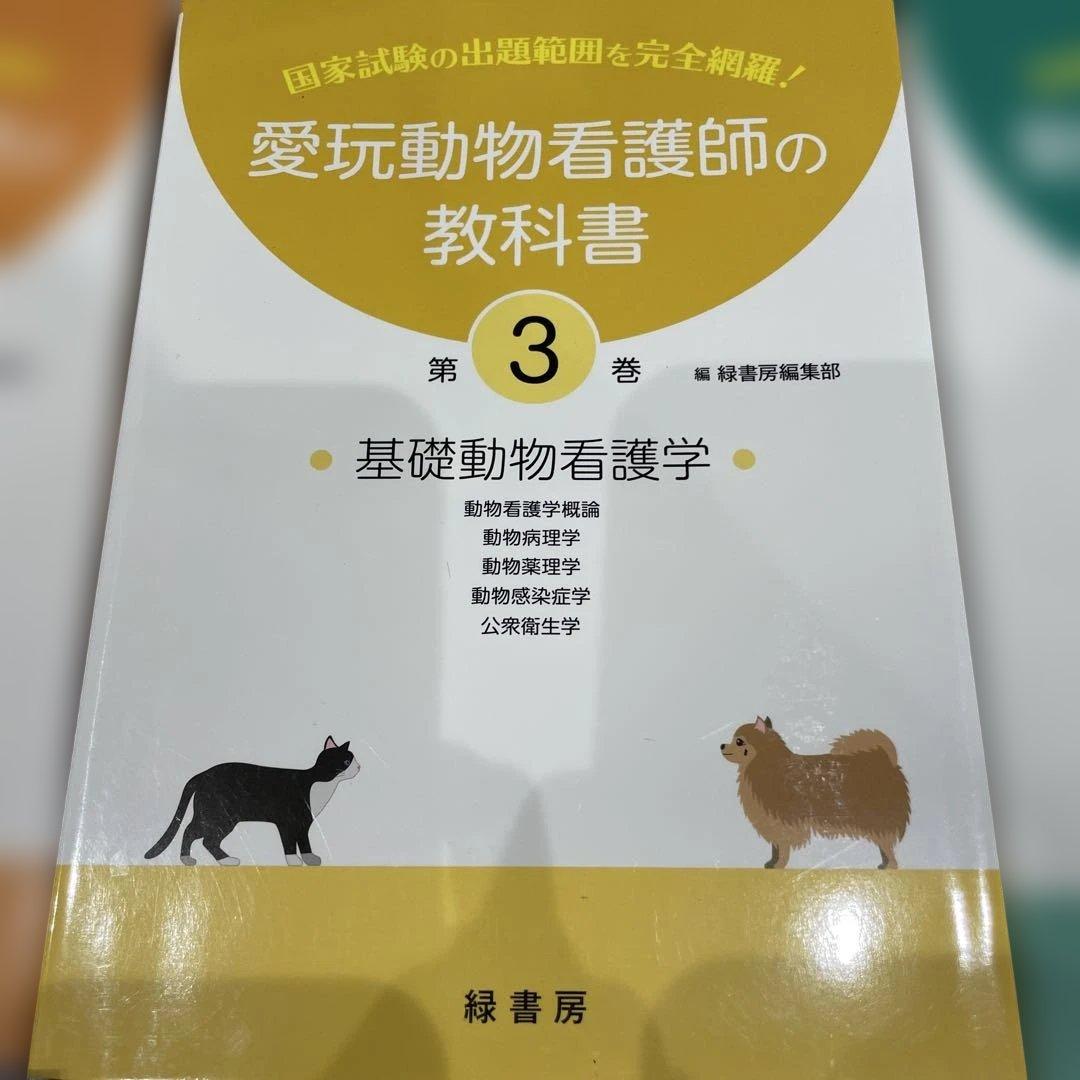 国家試験の出題範囲を完全網羅！
愛玩動物看護師の
教科書
第 3 巻 編 緑書房編集部
基礎動物看護学
動物看護学概論
動物病理学
動物薬理学
動物感染症学
公衆衛生学
緑書房